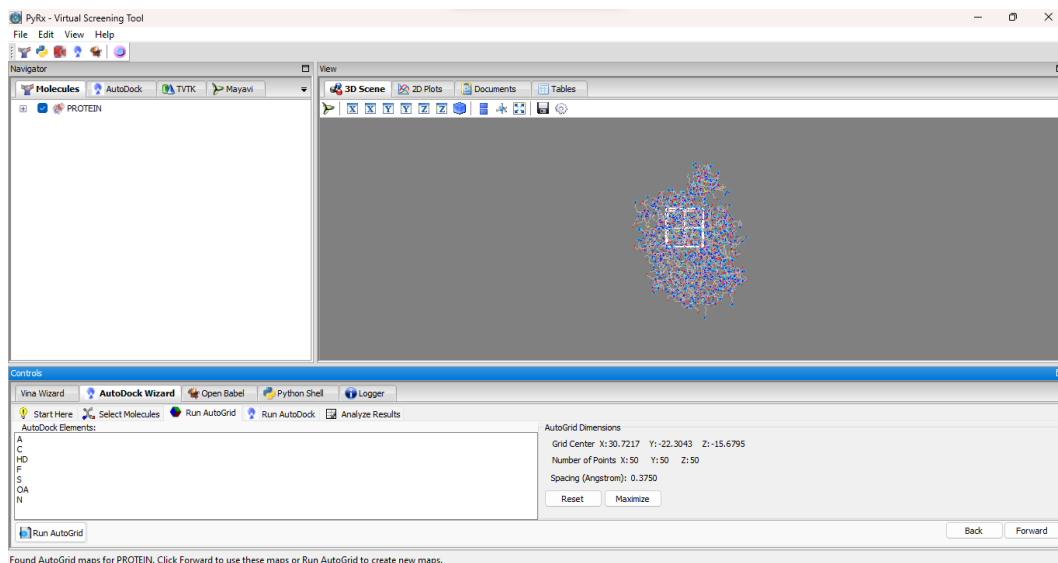 PyRx - Virtual Screening Tool
File Edit View Help
Navigator
View
Molecules AutoDock TVTK Mayavi
3D Scene 2D Plots Documents Tables
PROTEIN
X X Y Y Z Z
Controls
Vina Wizard AutoDock Wizard Open Babel Python Shell Logger
Start Here Select Molecules Run AutoGrid Run AutoDock Analyze Results
AutoDock Elements:
A
C
HD
F
S
OA
N
AutoGrid Dimensions
Grid Center X:30.7217 Y:-22.3043 Z:-15.6795
Number of Points X:50 Y:50 Z:50
Spacing (Angstrom): 0.3750
Reset Maximize
Run AutoGrid
Back Forward
Found AutoGrid maps for PROTEIN. Click Forward to use these maps or Run AutoGrid to create new maps.